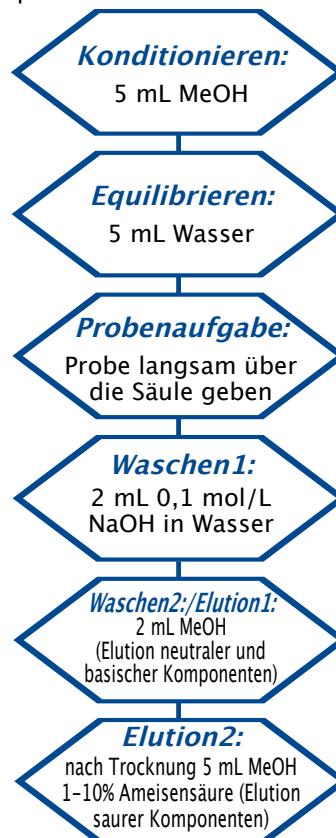 Konditionieren:
5 mL MeOH
Equilibrieren:
5 mL Wasser
Probenaufgabe:
Probe langsam über
die Säule geben
Waschen1:
2 mL 0,1 mol/L
NaOH in Wasser
Waschen2:/Elution1:
2 mL MeOH
(Elution neutraler und
basischer Komponenten)
Elution2:
nach Trocknung 5 mL MeOH
1–10% Ameisensäure (Elution
saurer Komponenten)